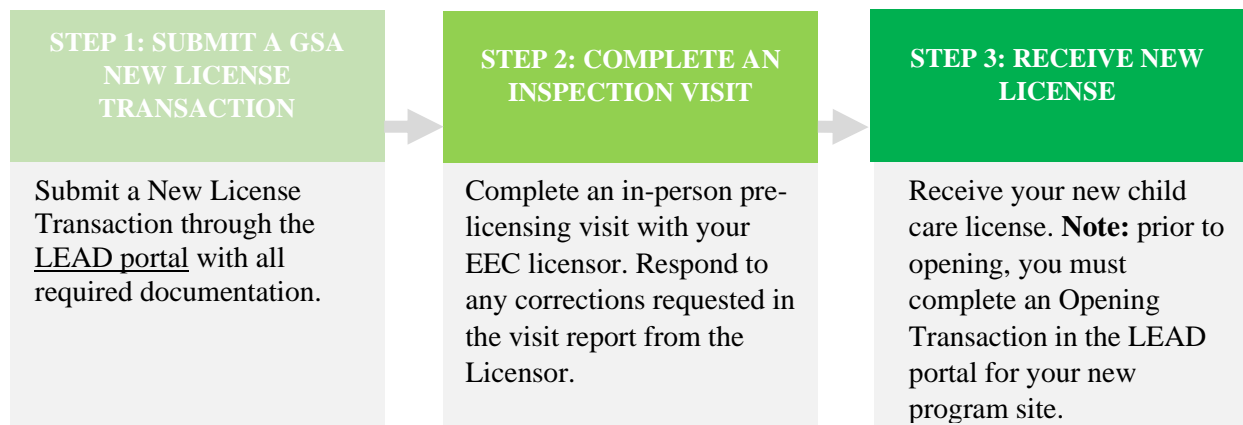 STEP 1: SUBMIT A GSA
NEW LICENSE
TRANSACTION
Submit a New License
Transaction through the
LEAD portal with all
required documentation.
STEP 2: COMPLETE AN
INSPECTION VISIT
Complete an in-person pre-
licensing visit with your
EEC licensor. Respond to
any corrections requested in
the visit report from the
Licensor.
STEP 3: RECEIVE NEW
LICENSE
Receive your new child
care license. Note: prior to
opening, you must
complete an Opening
Transaction in the LEAD
portal for your new
program site.